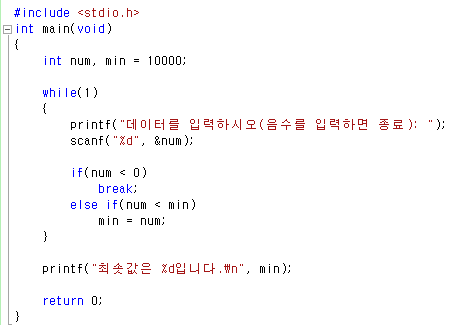 #include <stdio.h>
int main(void)
{
int num, min = 10000;
while(1)
{
printf("데이터를 입력하시오(음수를 입력하면 종료): ");
scanf("%d", &num);
if(num < 0)
break;
else if(num < min)
min = num;
}
printf("최솟값은 %d입니다.₩n", min);
return 0;
}